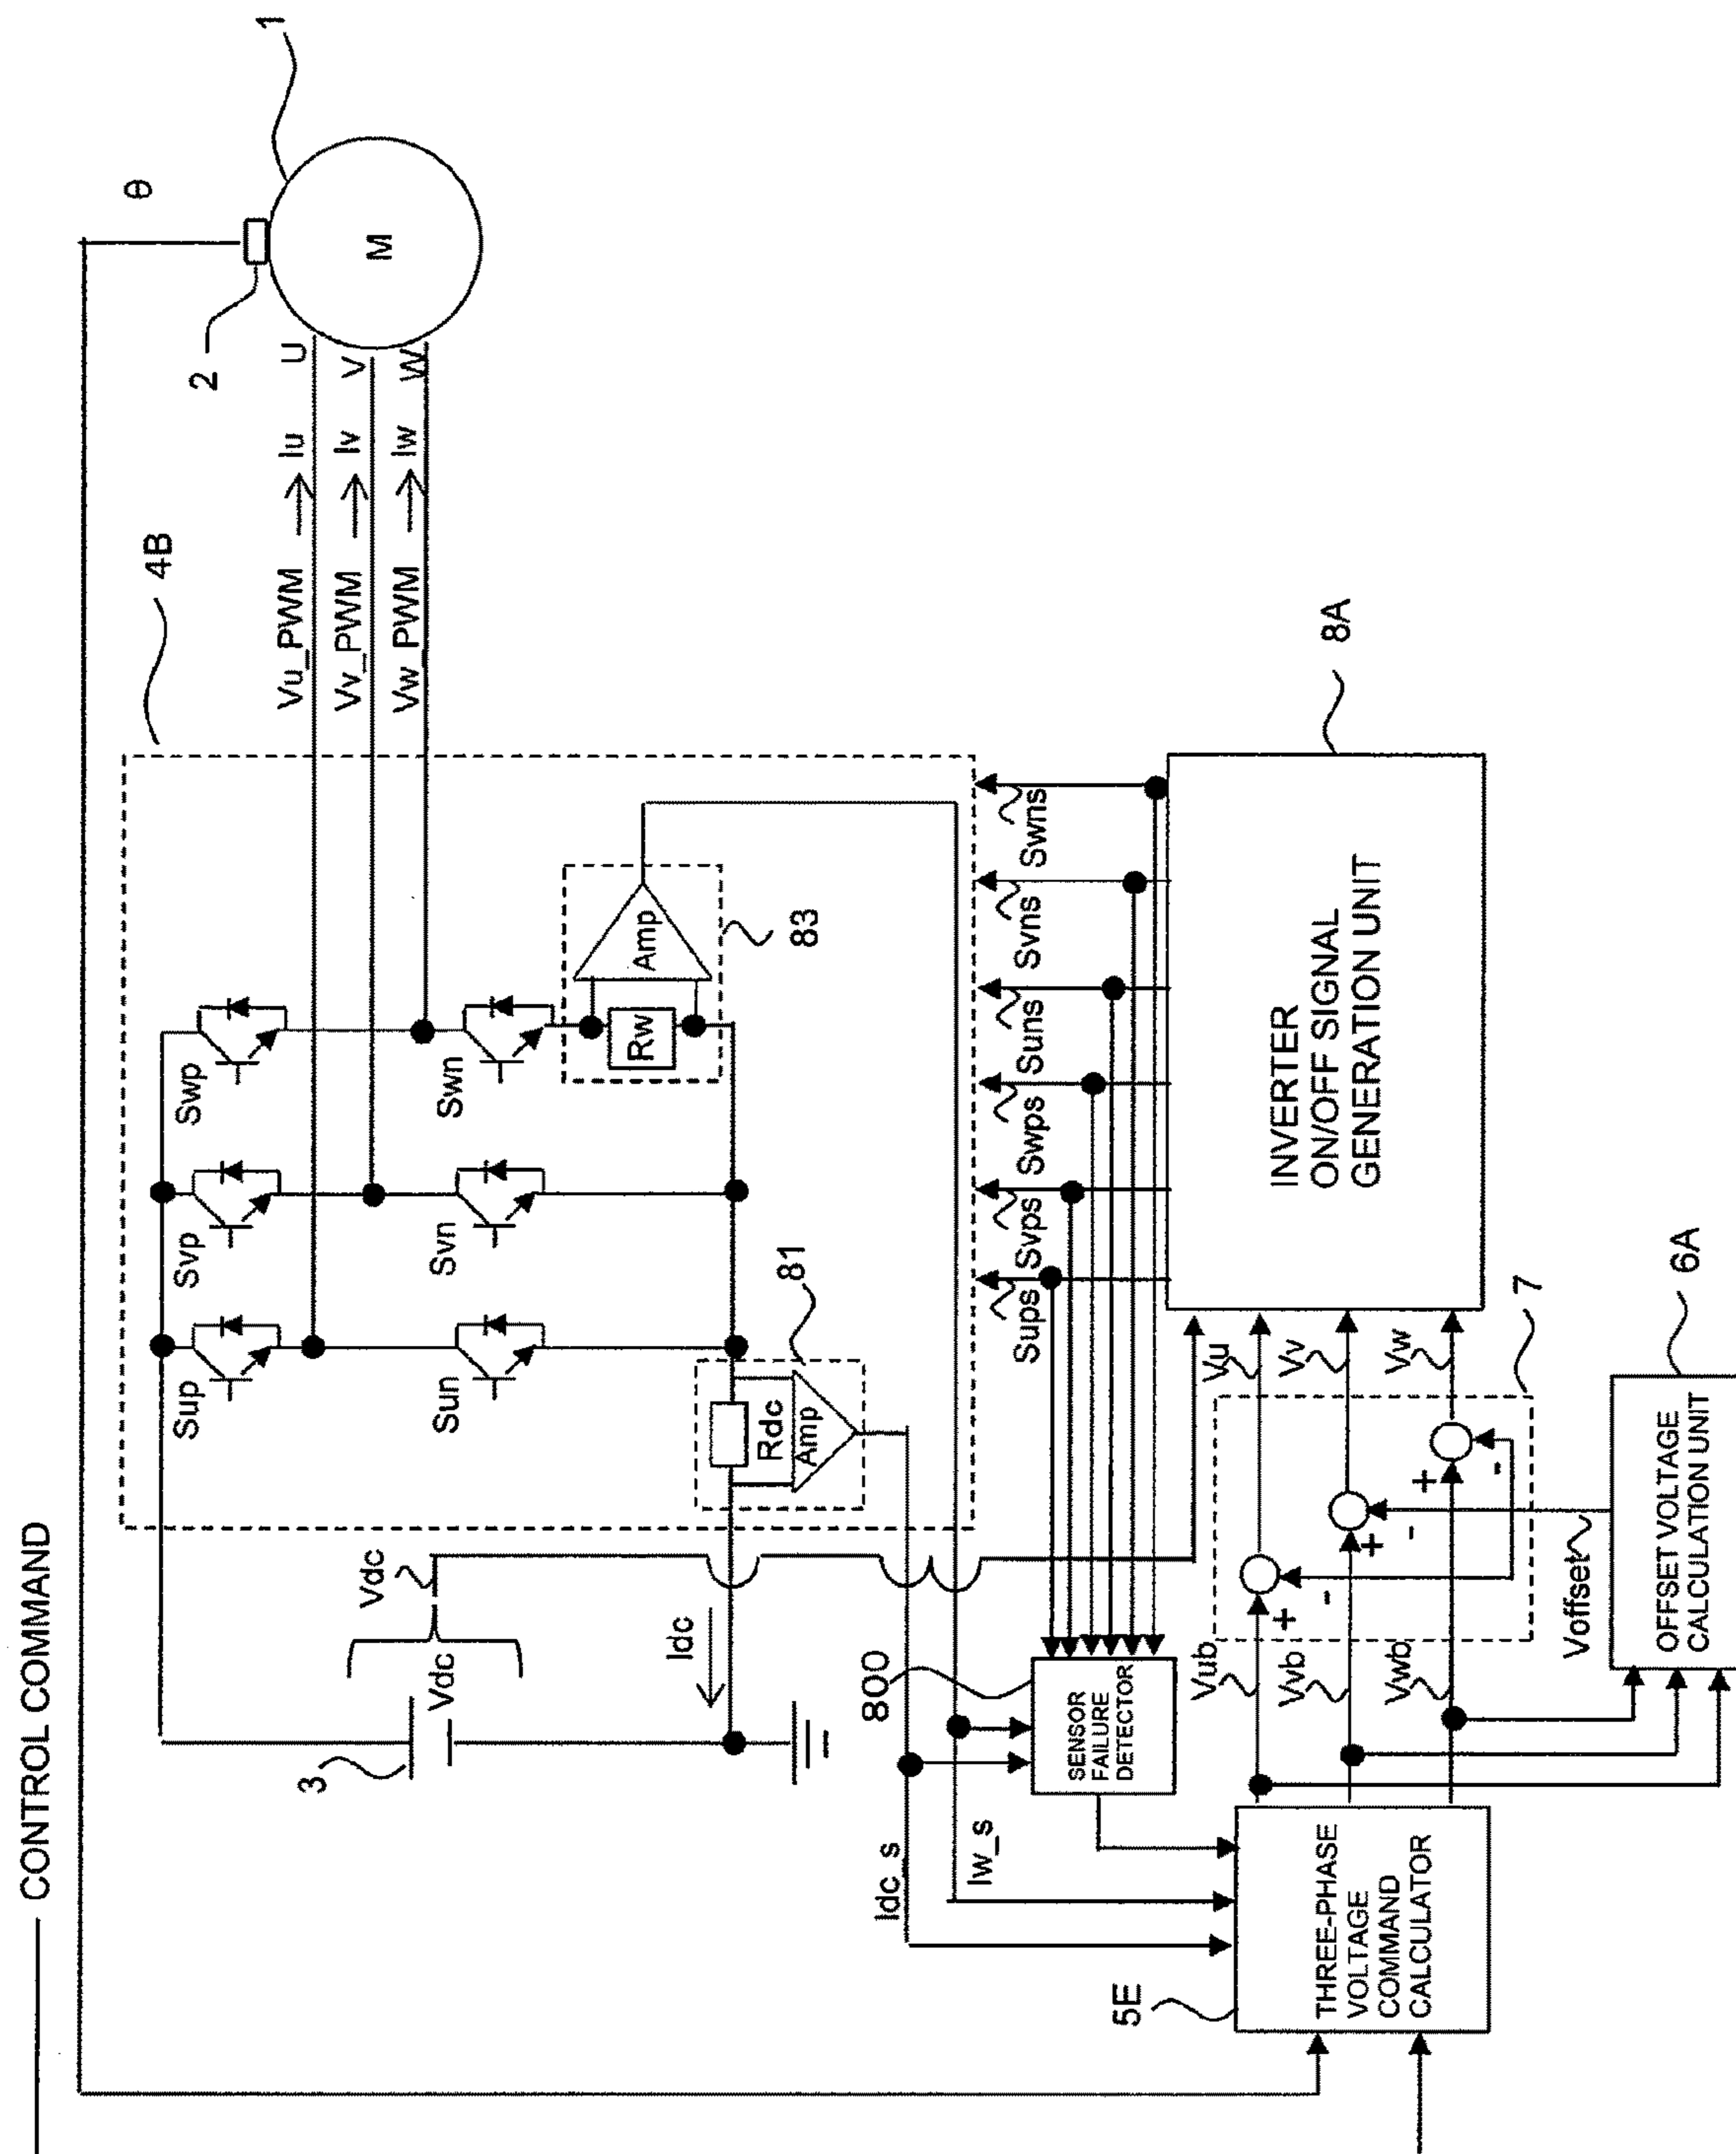 CONTROL COMMAND
θ
1
2
M
U
V
W
Iu
Iv
Iw
Vu_PWM
Vv_PWM
Vw_PWM
4B
Sup
Svp
Swp
Sun
Svn
Swn
Rw
Amp
83
Rdc
Amp
81
3
Vdc
Vdc
Idc
Idc_s
Iw_s
800
SENSOR
FAILURE
DETECTOR
Sups
Svps
Swps
Suns
Svns
Swns
5E
THREE-PHASE
VOLTAGE
COMMAND
CALCULATOR
Vub
Vvb
Vwb
+
-
+
-
+
-
7
Vu
Vv
Vw
INVERTER
ON/OFF SIGNAL
GENERATION UNIT
8A
Voffset
OFFSET VOLTAGE
CALCULATION UNIT
6A